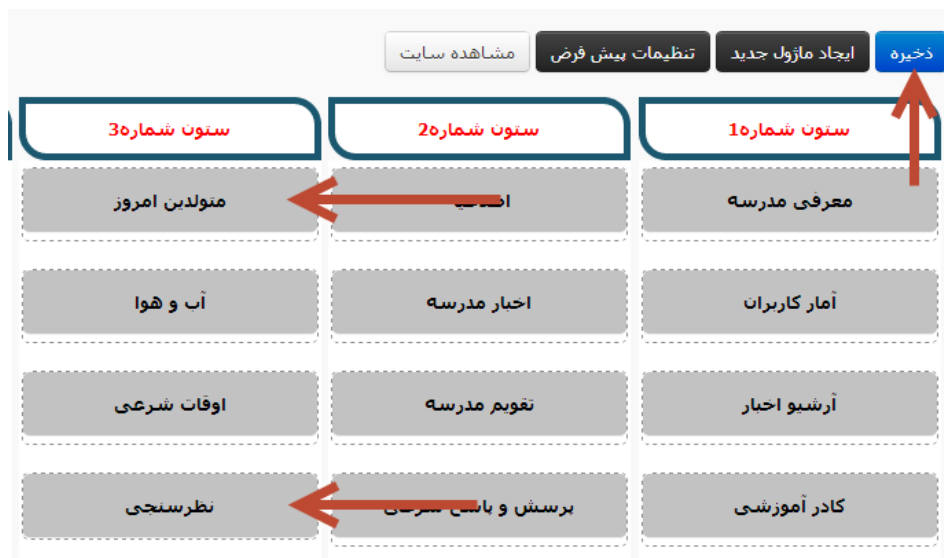 ذخیره ایجاد ماژول جدید تنظیمات پیش فرض مشاهده سایت
ستون شماره1 ستون شماره2 ستون شماره3
معرفی مدرسه متولدین امروز
آمار کاربران اخبار مدرسه آب و هوا
آرشیو اخبار تقویم مدرسه اوقات شرعی
کادر آموزشی پرسش و نظرسنجی